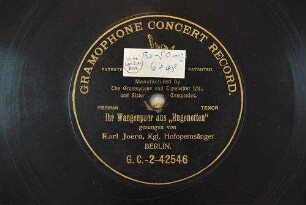 GRAMOPHONE CONCERT RECORD.
PATENTED PATENTED
Manufactured by
The Gramophone and Typewriter Ltd.,
and Sister Companies.
GERMAN TENOR
Ihr Wangenpaar aus „Hugenotten"
gesungen von
Karl Joern, Kgl. Hofopernsänger
BERLIN.
G.C.-2-42546